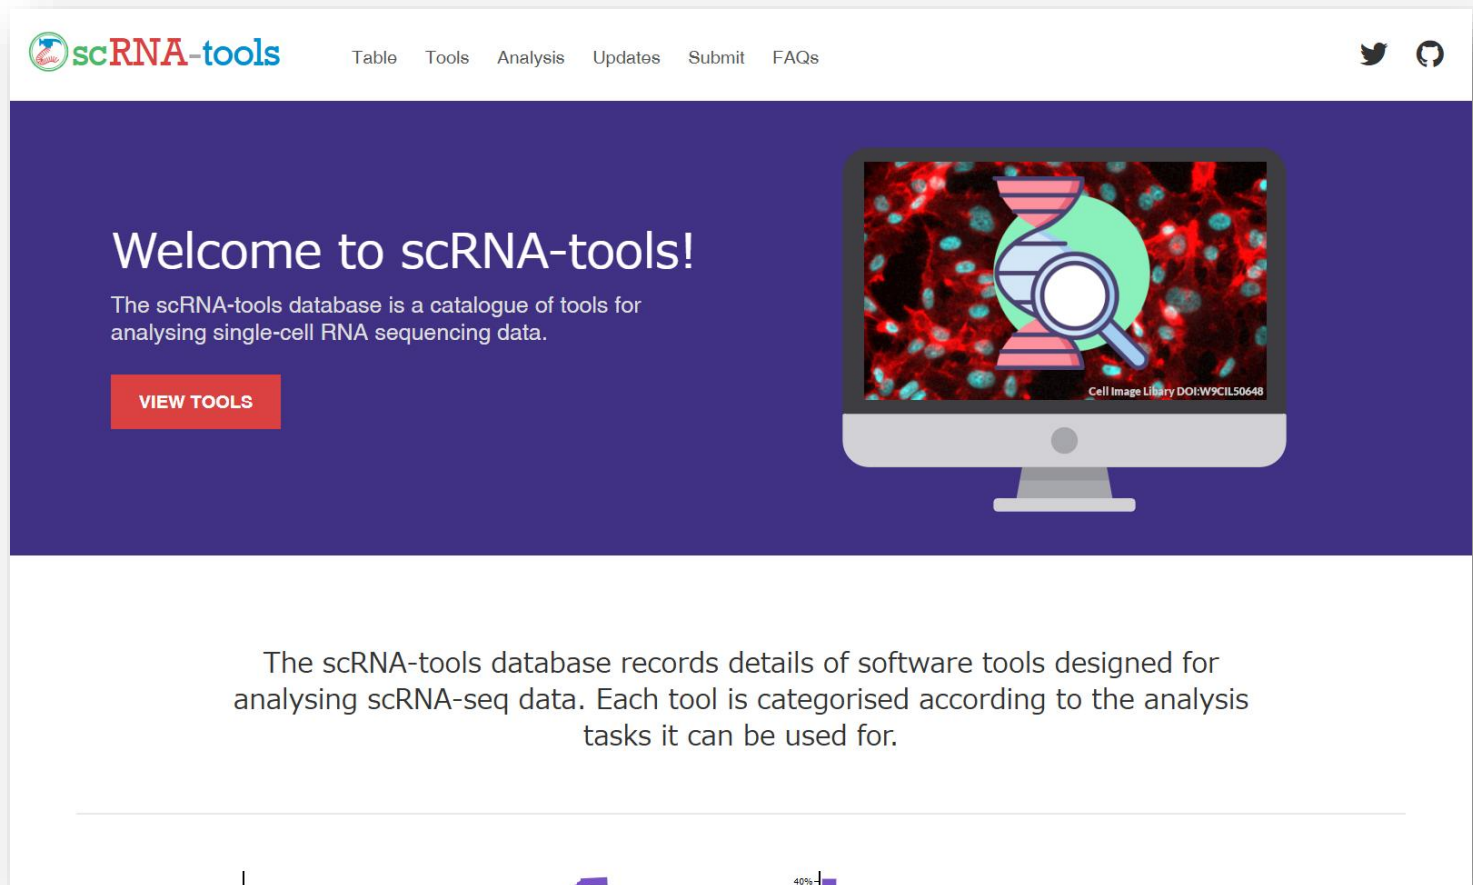 scRNA-tools
Table Tools Analysis Updates Submit FAQs
Welcome to scRNA-tools!
The scRNA-tools database is a catalogue of tools for
analysing single-cell RNA sequencing data.
VIEW TOOLS
Cell Image Libary DOI:W9CIL50648
The scRNA-tools database records details of software tools designed for
analysing scRNA-seq data. Each tool is categorised according to the analysis
tasks it can be used for.
40%